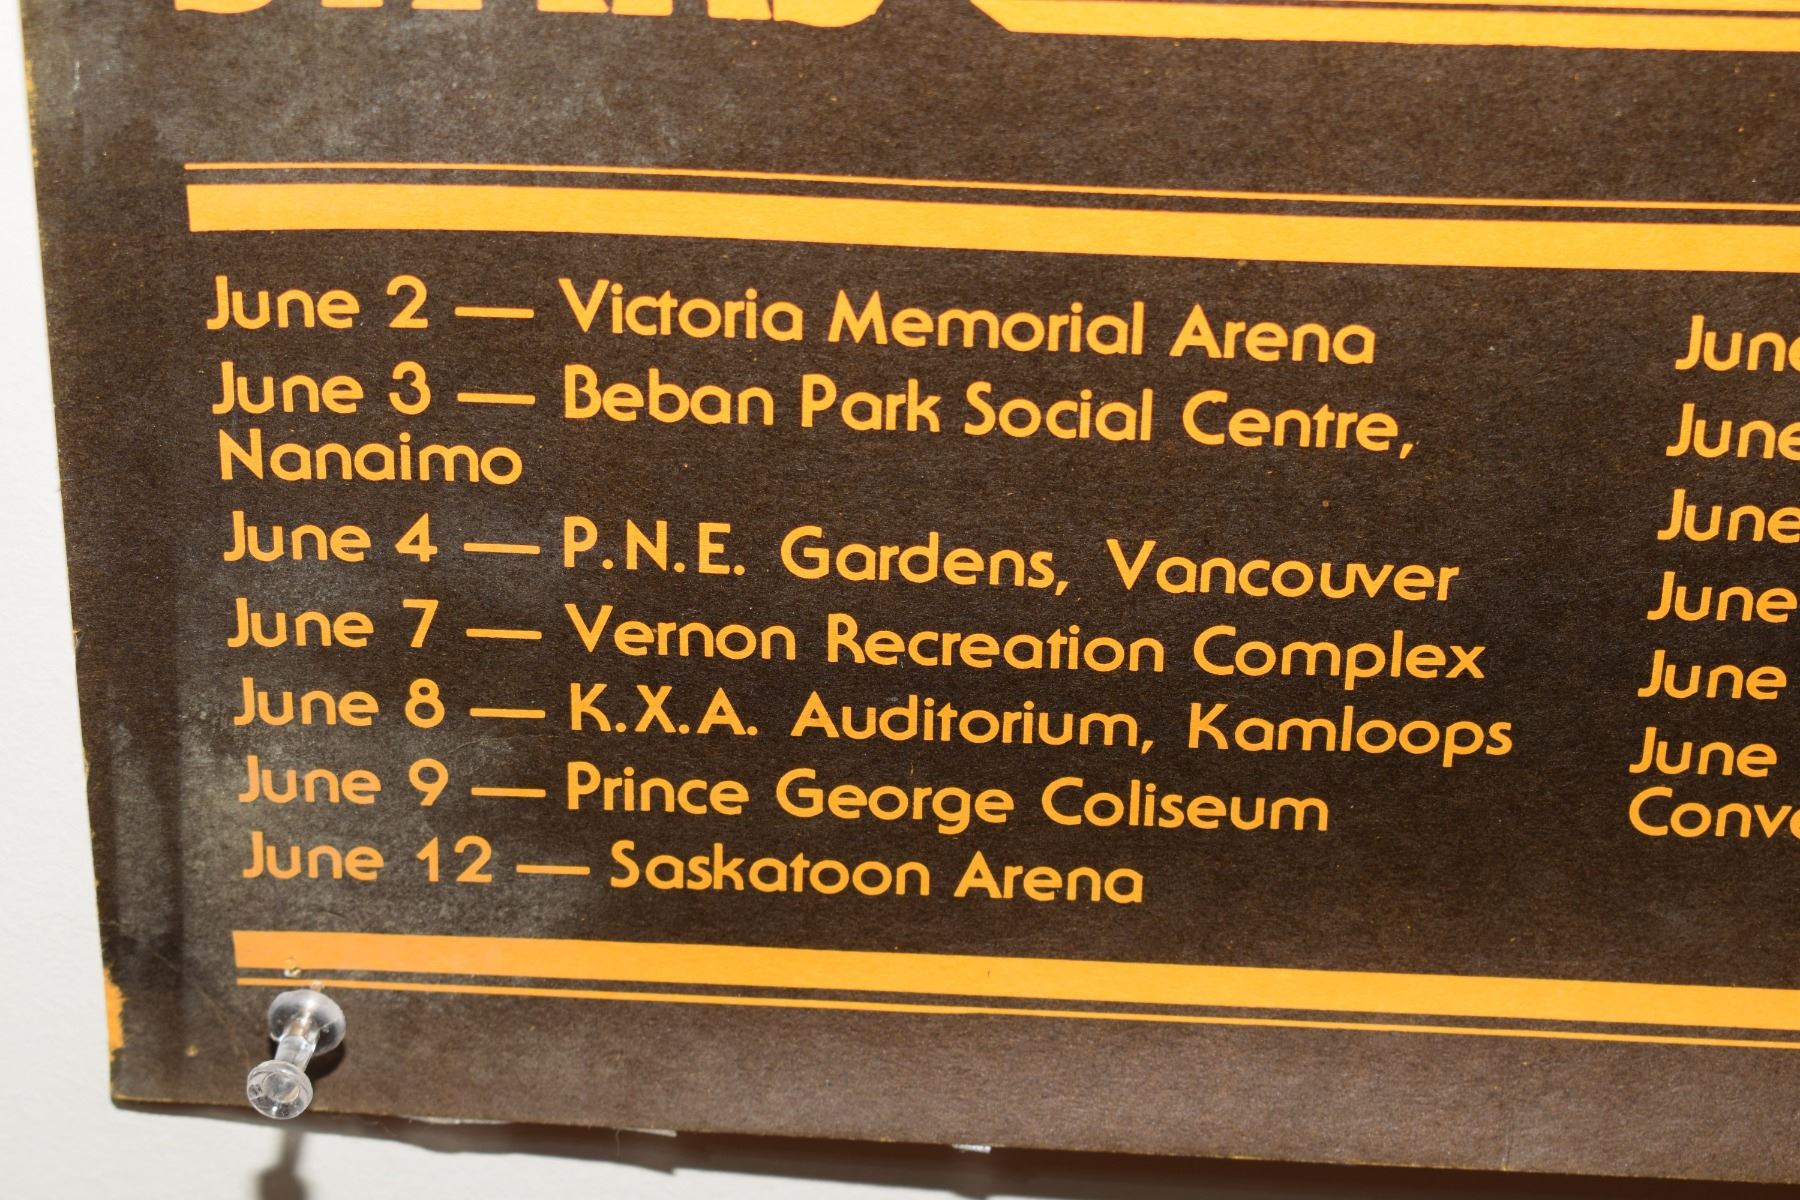 June 2 — Victoria Memorial Arena
June 3 — Beban Park Social Centre,
Nanaimo
June 4 — P.N.E. Gardens, Vancouver
June 7 — Vernon Recreation Complex
June 8 — K.X.A. Auditorium, Kamloops
June 9 — Prince George Coliseum
June 12 — Saskatoon Arena
June
June
June
June
June
June